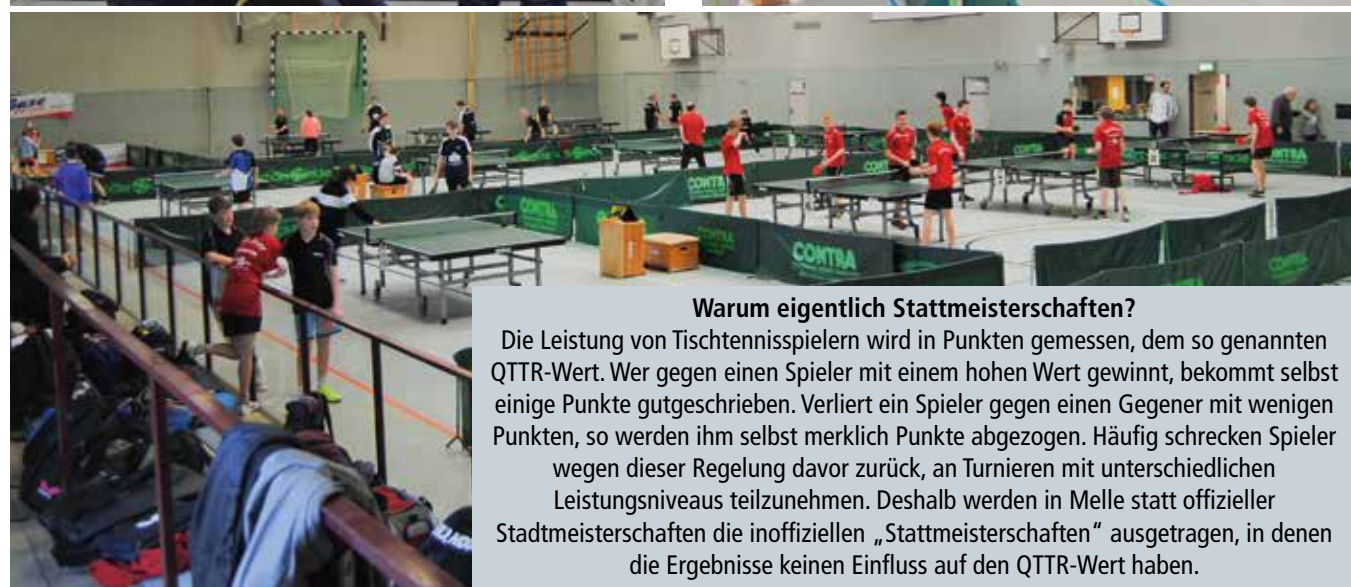 CONTRA
CONTRA
CONTRA
CONTRA
CONTRA
Warum eigentlich Stattmeisterschaften?
Die Leistung von Tischtennisspielern wird in Punkten gemessen, dem so genannten
QTTR-Wert. Wer gegen einen Spieler mit einem hohen Wert gewinnt, bekommt selbst
einige Punkte gutgeschrieben. Verliert ein Spieler gegen einen Gegener mit wenigen
Punkten, so werden ihm selbst merklich Punkte abgezogen. Häufig schrecken Spieler
wegen dieser Regelung davor zurück, an Turnieren mit unterschiedlichen
Leistungsniveaus teilzunehmen. Deshalb werden in Melle statt offizieller
Stadtmeisterschaften die inoffiziellen „Stattmeisterschaften“ ausgetragen, in denen
die Ergebnisse keinen Einfluss auf den QTTR-Wert haben.